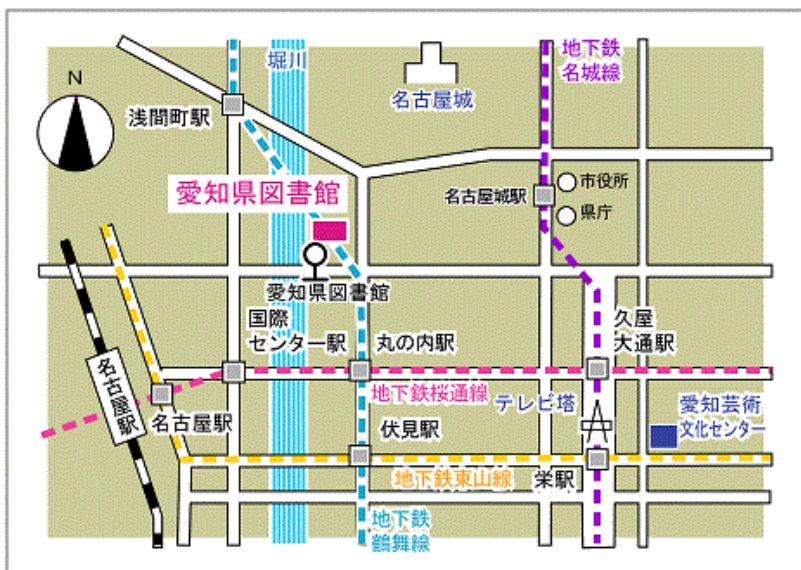 堀川
地下鉄
名城線
名古屋城
N
浅間町駅
愛知県図書館
名古屋城駅
市役所
県庁
愛知県図書館
国際
センター駅
丸の内駅
久屋
大通駅
名古屋駅
名古屋駅
地下鉄桜通線
テレビ塔
愛知芸術
文化センター
伏見駅
地下鉄東山線
栄駅
地下鉄
鶴舞線